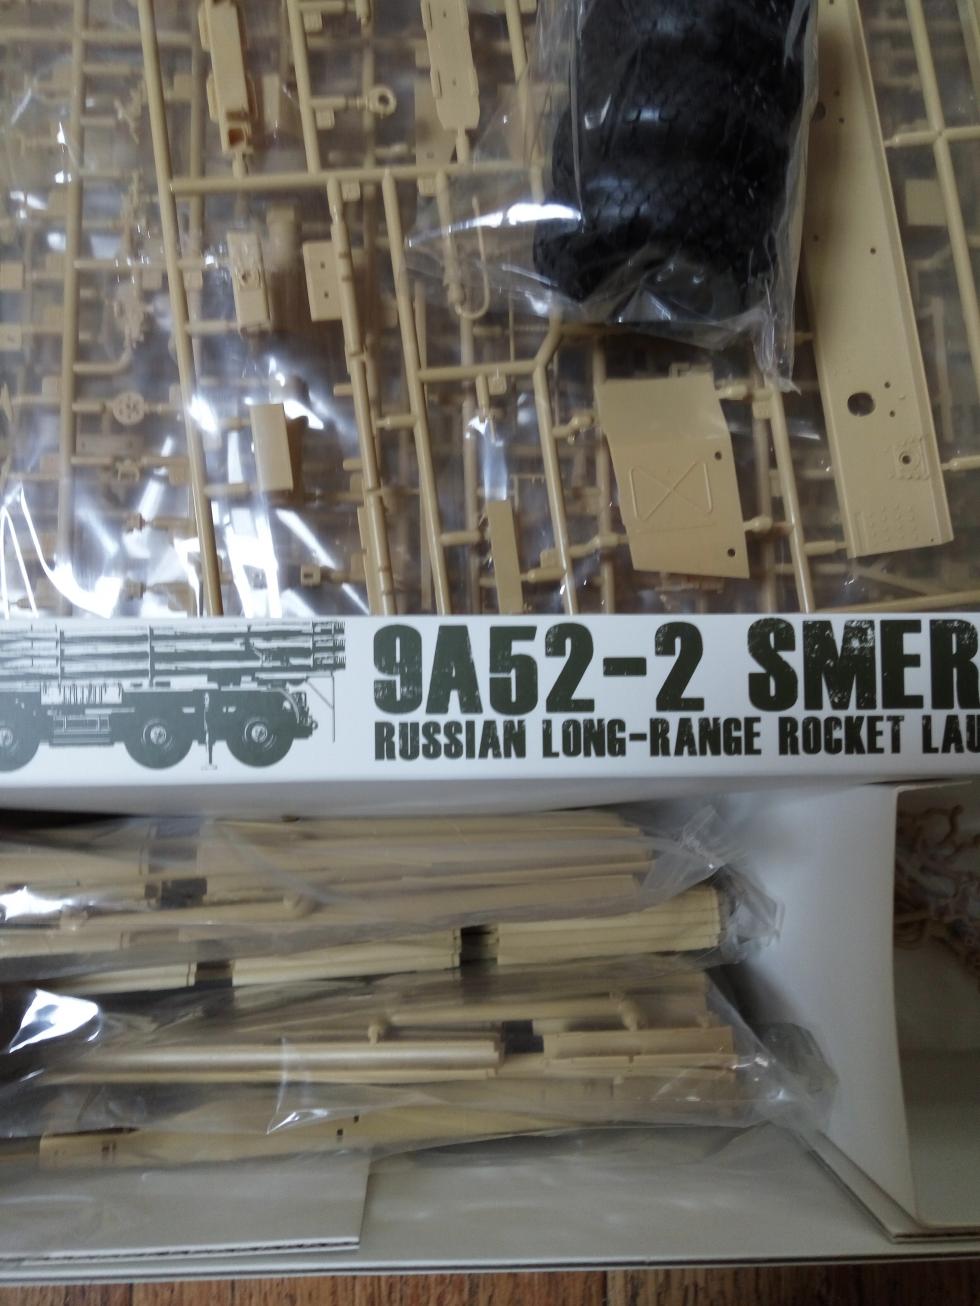 9A52-2 SMER
RUSSIAN LONG-RANGE ROCKET LAU